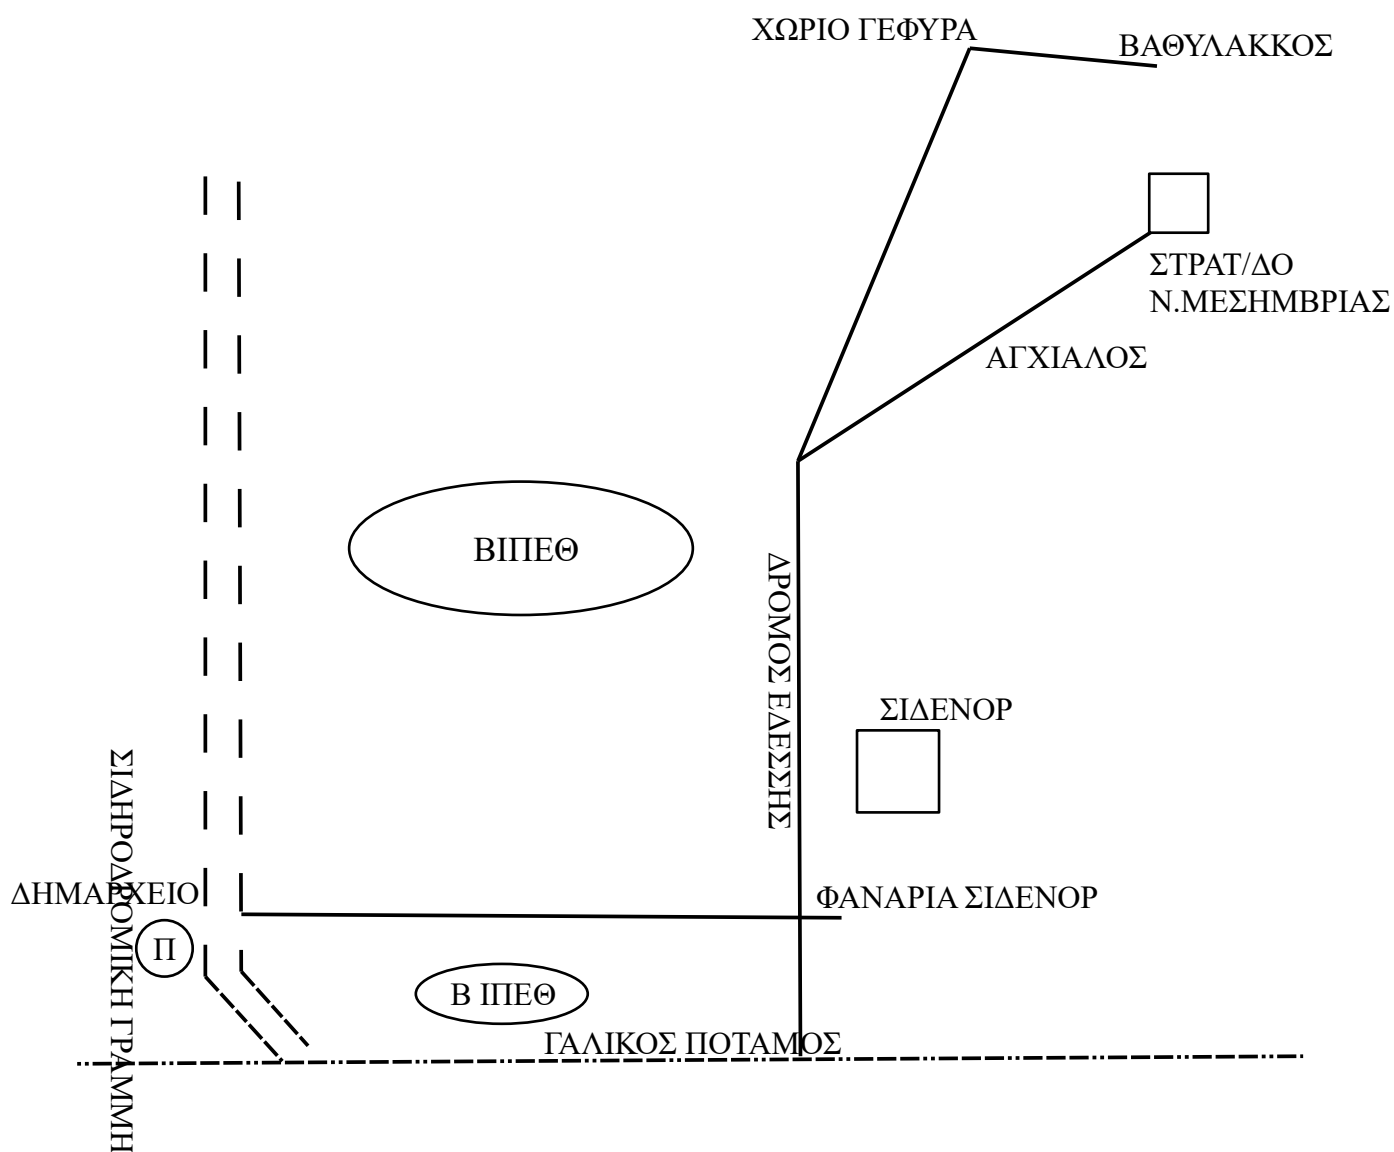 ΧΩΡΙΟ ΓΕΦΥΡΑ
ΒΑΘΥΛΑΚΚΟΣ
ΣΤΡΑΤ/ΔΟ
Ν.ΜΕΣΗΜΒΡΙΑΣ
ΑΓΧΙΑΛΟΣ
ΒΙΠΕΘ
ΔΡΟΜΟΣ ΕΔΕΣΣΗΣ
ΣΙΔΕΝΟΡ
ΣΙΔΗΡΟΔΡΟΜΙΚΗ ΓΡΑΜΜΗ
ΔΗΜΑΡΧΕΙΟ
ΦΑΝΑΡΙΑ ΣΙΔΕΝΟΡ
Π
Β ΙΠΕΘ
ΓΑΛΙΚΟΣ ΠΟΤΑΜΟΣ